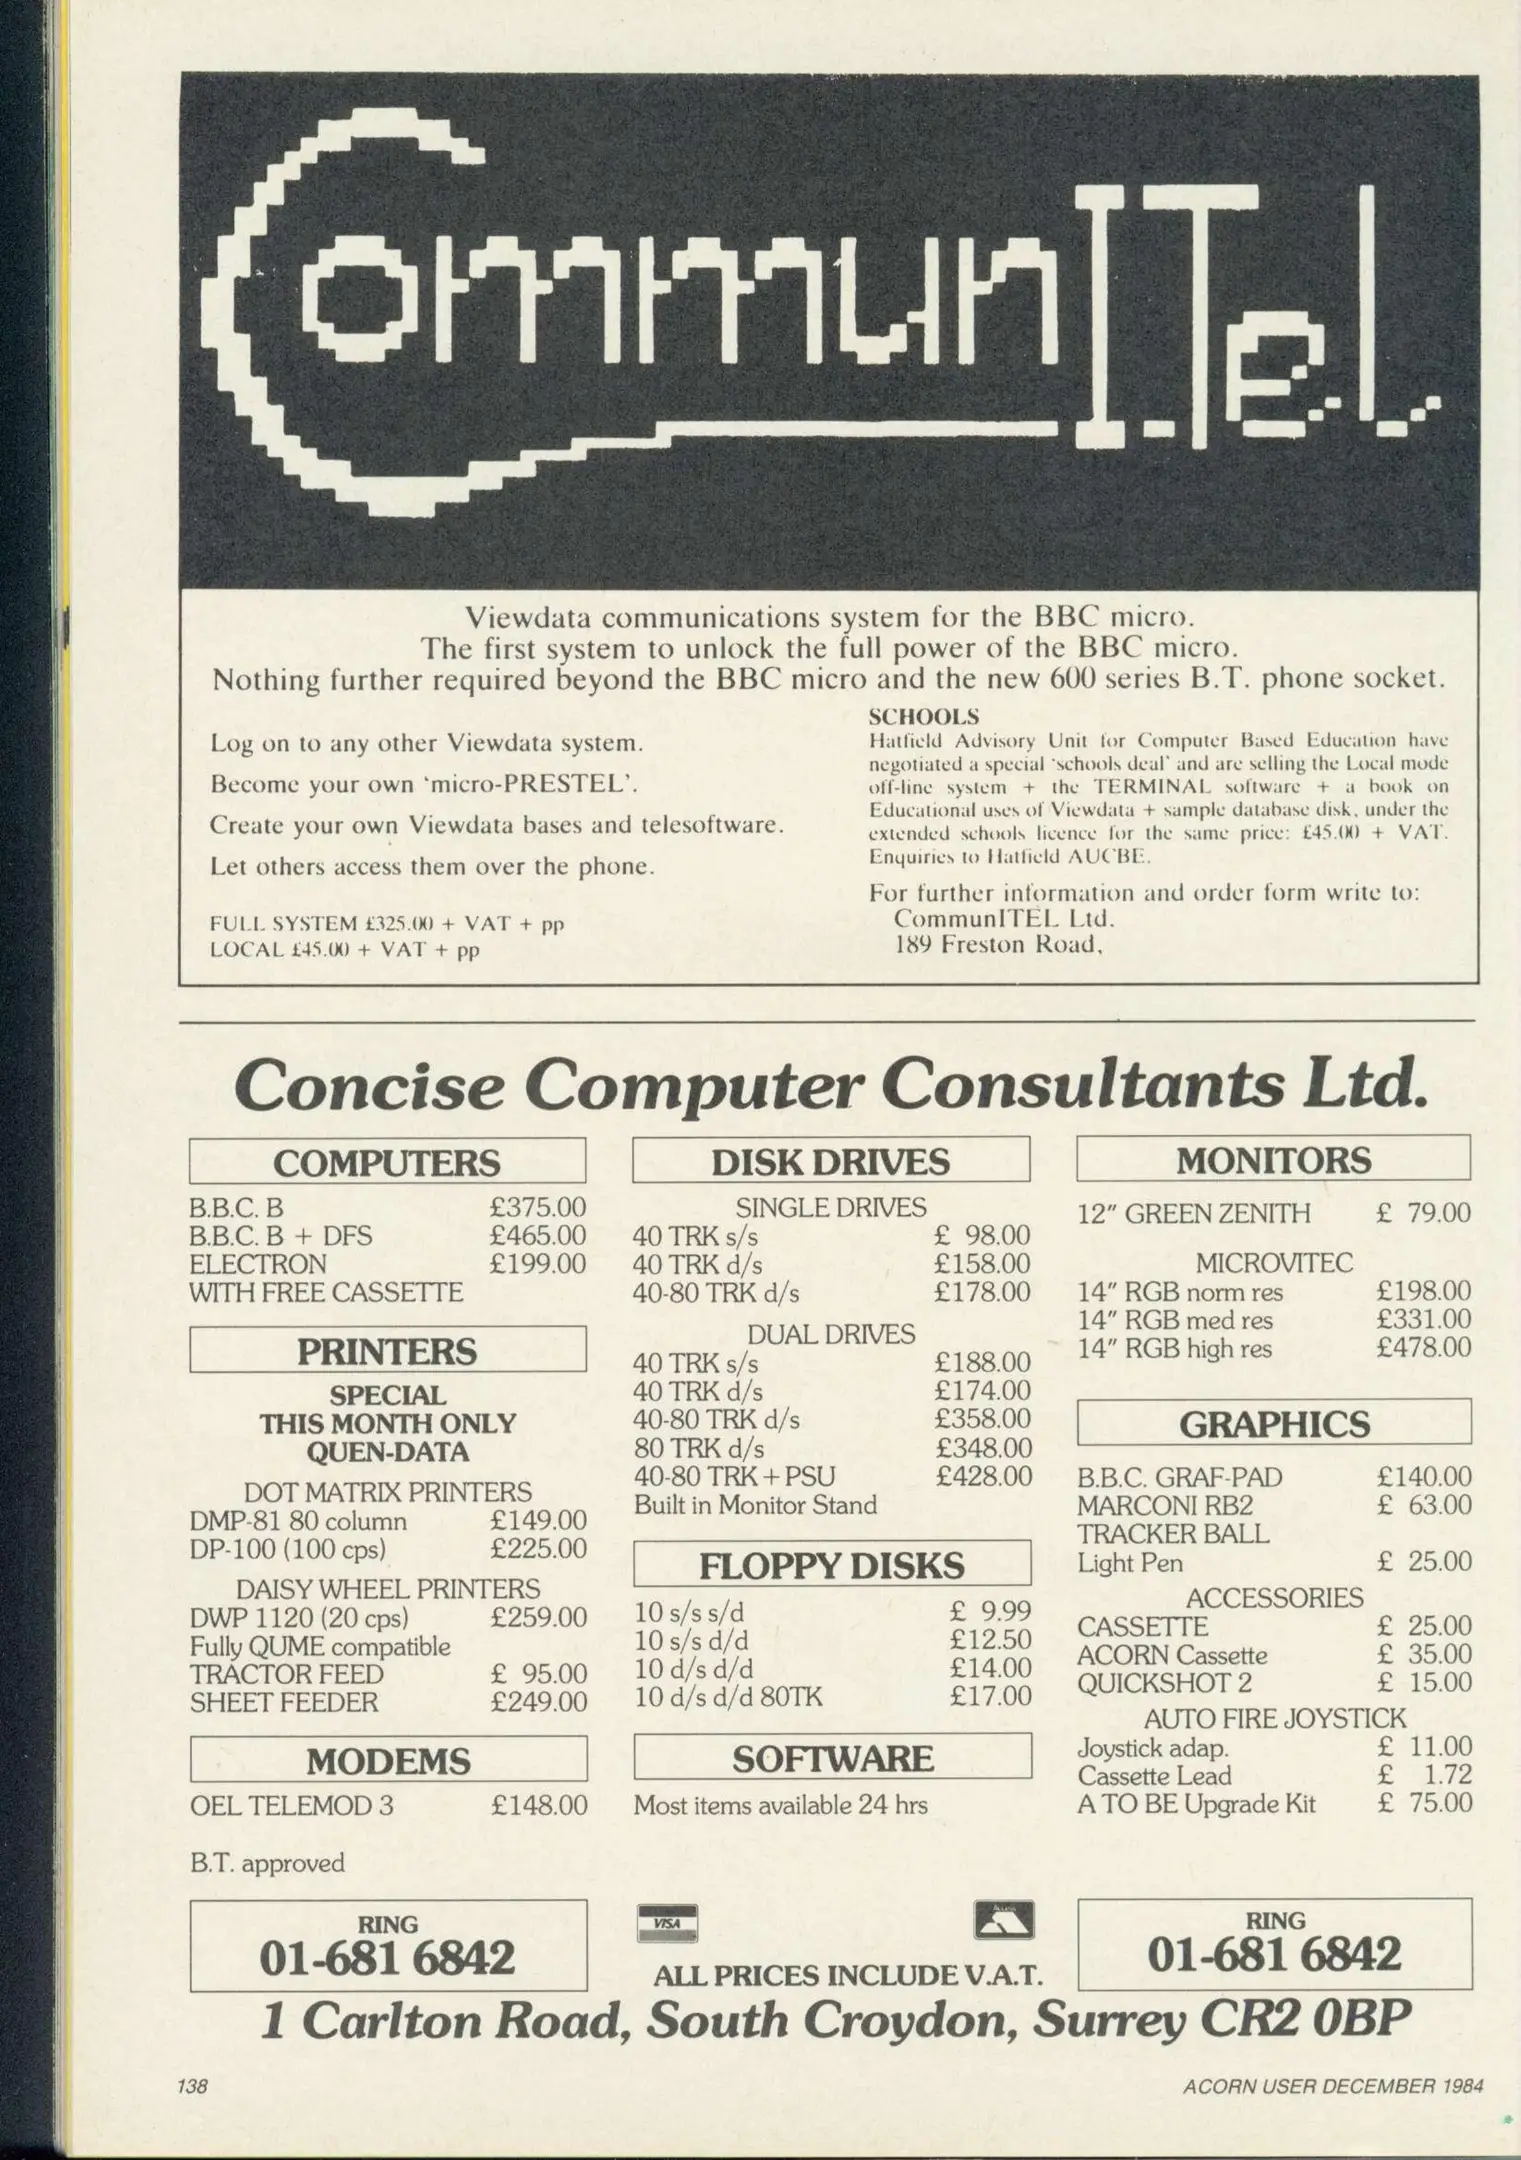 CommunITel.
Viewdata communications system for the BBC micro.
The first system to unlock the full power of the BBC micro.
Nothing further required beyond the BBC micro and the new 600 series B.T. phone socket.
Log on to any other Viewdata system.
Become your own ‘micro-PRESTEL’.
Create your own Viewdata bases and telesoftware.
Let others access them over the phone.
FULL SYSTEM £325.00 + VAT + pp
LOCAL £45.00 + VAT + pp
SCHOOLS
Hatfield Advisory Unit for Computer Based Education have
negotiated a special ‘schools deal’ and are selling the Local mode
off-line system + the TERMINAL software + a book on
Educational uses of Viewdata + sample database disk, under the
extended schools licence for the same price: £45.00 + VAT.
Enquiries to Hatfield AUCBE.
For further information and order form write to:
CommunITEL Ltd.
189 Freston Road,
Concise Computer Consultants Ltd.
COMPUTERS
B.B.C. B £375.00
B.B.C. B + DFS £465.00
ELECTRON £199.00
WITH FREE CASSETTE
PRINTERS
SPECIAL
THIS MONTH ONLY
QUEN-DATA
DOT MATRIX PRINTERS
DMP-81 80 column £149.00
DP-100 (100 cps) £225.00
DAISY WHEEL PRINTERS
DWP 1120 (20 cps) £259.00
Fully QUME compatible
TRACTOR FEED £ 95.00
SHEET FEEDER £249.00
MODEMS
OEL TELEMOD 3 £148.00
B.T. approved
DISK DRIVES
SINGLE DRIVES
40 TRK s/s £ 98.00
40 TRK d/s £158.00
40-80 TRK d/s £178.00
DUAL DRIVES
40 TRK s/s £188.00
40 TRK d/s £174.00
40-80 TRK d/s £358.00
80 TRK d/s £348.00
40-80 TRK + PSU £428.00
Built in Monitor Stand
FLOPPY DISKS
10 s/s s/d £ 9.99
10 s/s d/d £12.50
10 d/s d/d £14.00
10 d/s d/d 80TK £17.00
SOFTWARE
Most items available 24 hrs
MONITORS
12″ GREEN ZENITH £ 79.00
MICROVITEC
14″ RGB norm res £198.00
14″ RGB med res £331.00
14″ RGB high res £478.00
GRAPHICS
B.B.C. GRAF-PAD £140.00
MARCONI RB2 £ 63.00
TRACKER BALL
Light Pen £ 25.00
ACCESSORIES
CASSETTE £ 25.00
ACORN Cassette £ 35.00
QUICKSHOT 2 £ 15.00
AUTO FIRE JOYSTICK
Joystick adap. £ 11.00
Cassette Lead £ 1.72
A TO BE Upgrade Kit £ 75.00
RING
01-681 6842
VISA
Access
ALL PRICES INCLUDE V.A.T.
RING
01-681 6842
1 Carlton Road, South Croydon, Surrey CR2 0BP
138
ACORN USER DECEMBER 1984